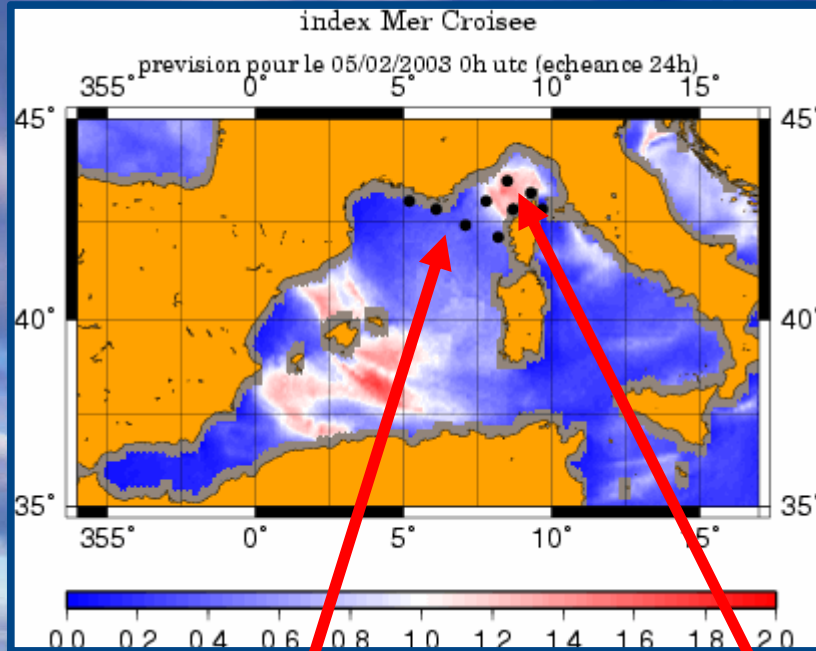 index Mer Croisee
prevision pour le 05/02/2003 0h utc (echeance 24h)
355° 0° 5° 10° 15°
45° 45°
40° 40°
35° 35°
355° 0° 5° 10° 15°
0.0 0.2 0.4 0.6 0.8 1.0 1.2 1.4 1.6 1.8 2.0